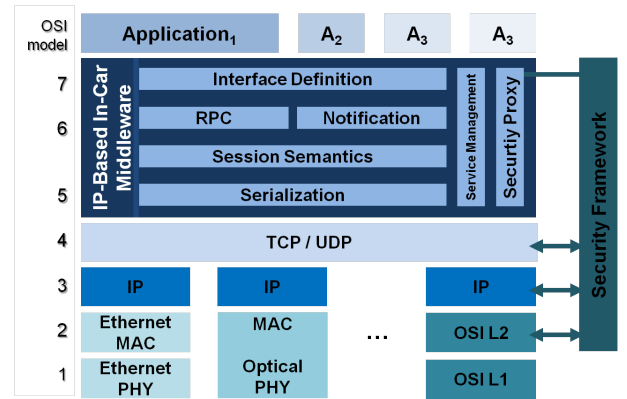 OSI
model
Application1
A2
A3
A3
7
6
5
4
3
2
1
IP-Based In-Car
Middleware
Interface Definition
RPC
Notification
Session Semantics
Serialization
Service Management
Securtiy Proxy
Security Framework
TCP / UDP
IP
IP
IP
Ethernet
MAC
MAC
...
OSI L2
Ethernet
PHY
Optical
PHY
OSI L1